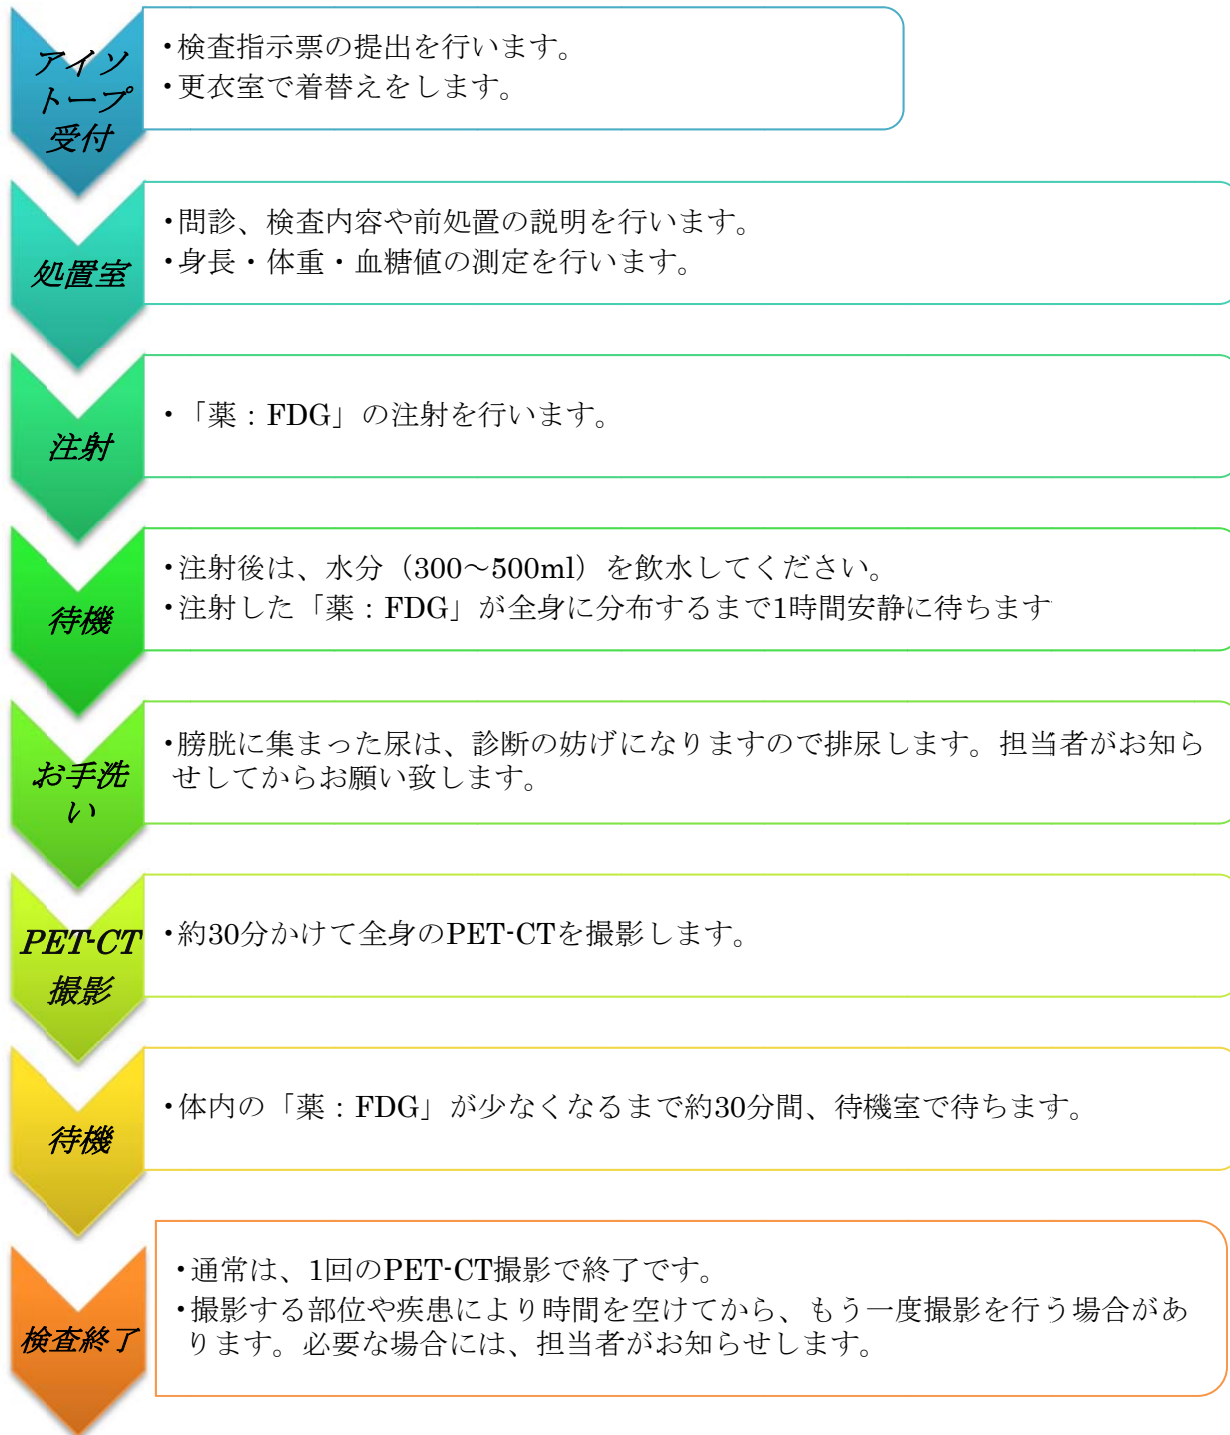 アイソ
トープ
受付
・検査指示票の提出を行います。
・更衣室で着替えをします。
処置室
・問診、検査内容や前処置の説明を行います。
・身長・体重・血糖値の測定を行います。
注射
・「薬：FDG」の注射を行います。
待機
・注射後は、水分（300～500ml）を飲水してください。
・注射した「薬：FDG」が全身に分布するまで1時間安静に待ちます
お手洗
い
・膀胱に集まった尿は、診断の妨げになりますので排尿します。担当者がお知ら
せしてからお願い致します。
PET-CT
撮影
・約30分かけて全身のPET-CTを撮影します。
待機
・体内の「薬：FDG」が少なくなるまで約30分間、待機室で待ちます。
検査終了
・通常は、1回のPET-CT撮影で終了です。
・撮影する部位や疾患により時間を空けてから、もう一度撮影を行う場合があ
ります。必要な場合には、担当者がお知らせします。